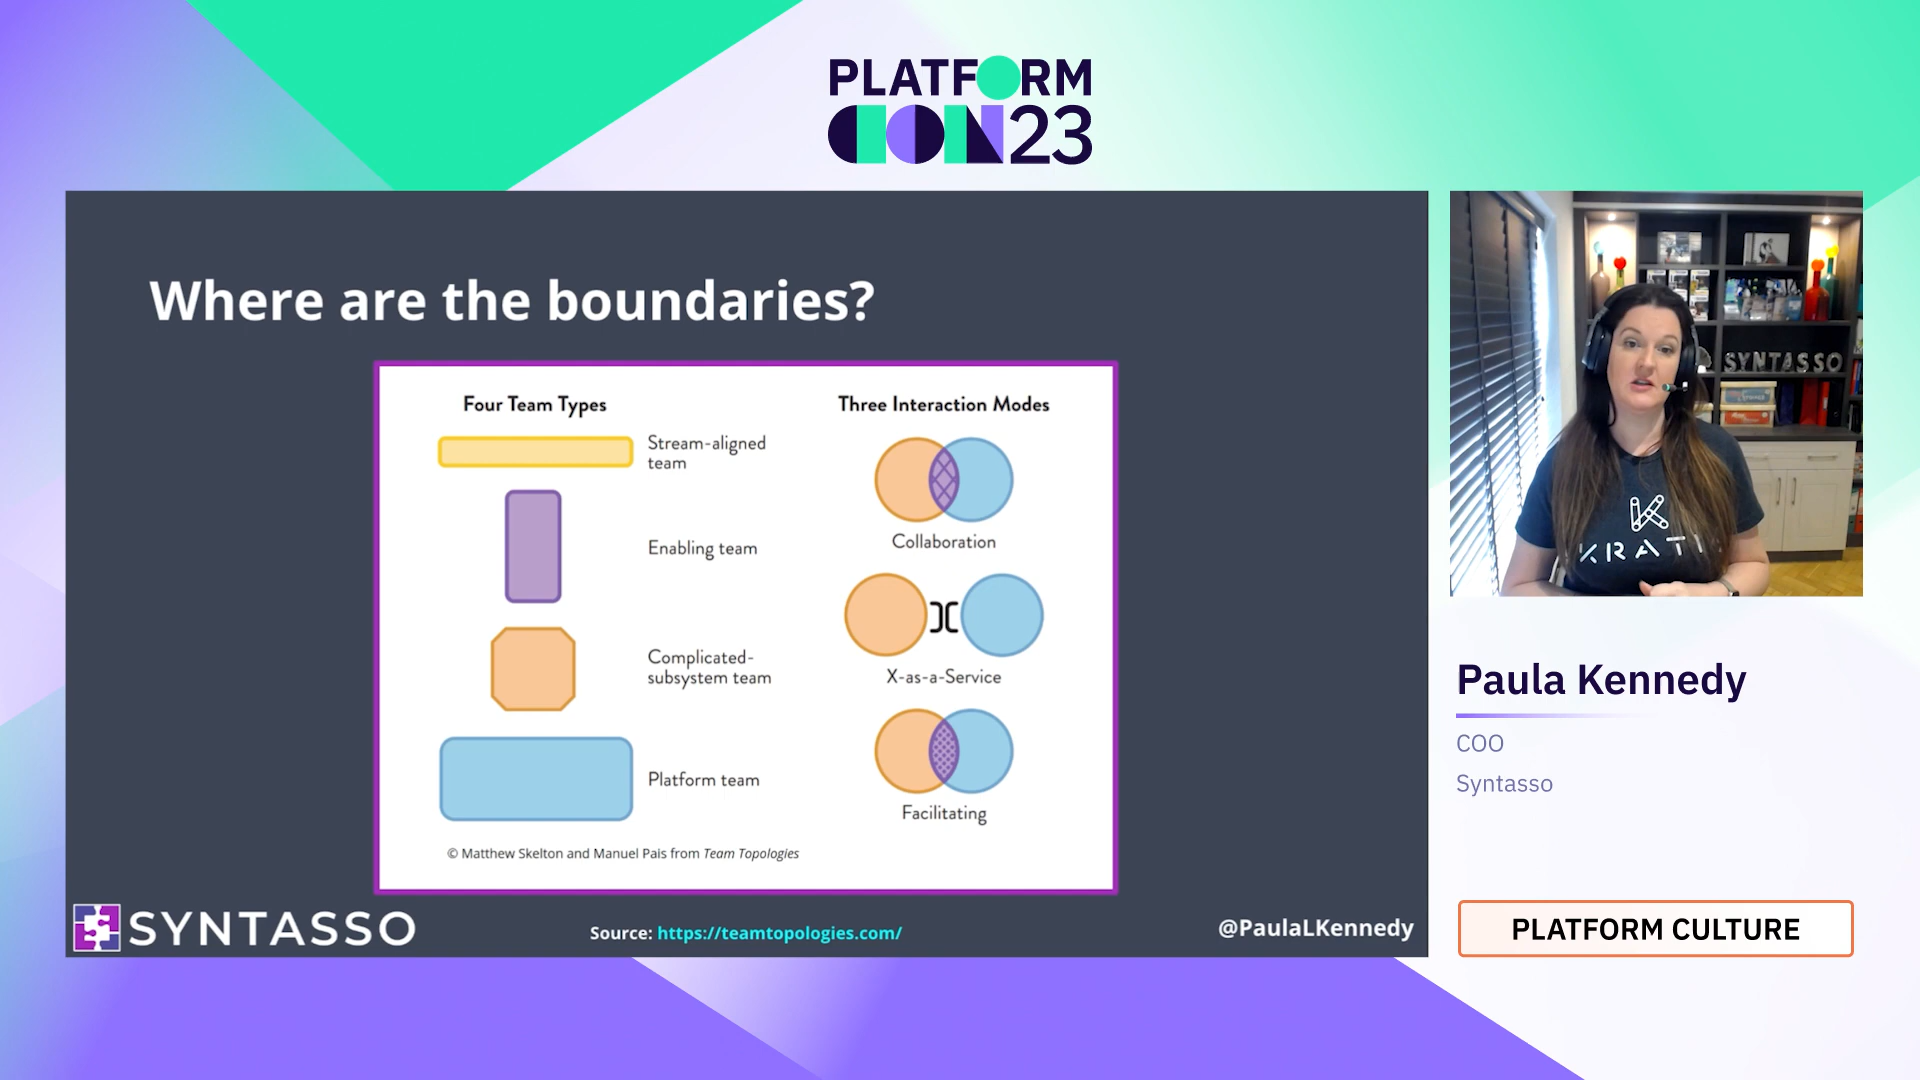 PLATFORM
CON23
Where are the boundaries?
Four Team Types
Stream-aligned
team
Enabling team
Complicated-
subsystem team
Platform team
Three Interaction Modes
Collaboration
X-as-a-Service
Facilitating
© Matthew Skelton and Manuel Pais from Team Topologies
SYNTASSO
Source: https://teamtopologies.com/
@PaulaLKennedy
SYNTASSO
KRATI
Paula Kennedy
COO
Syntasso
PLATFORM CULTURE